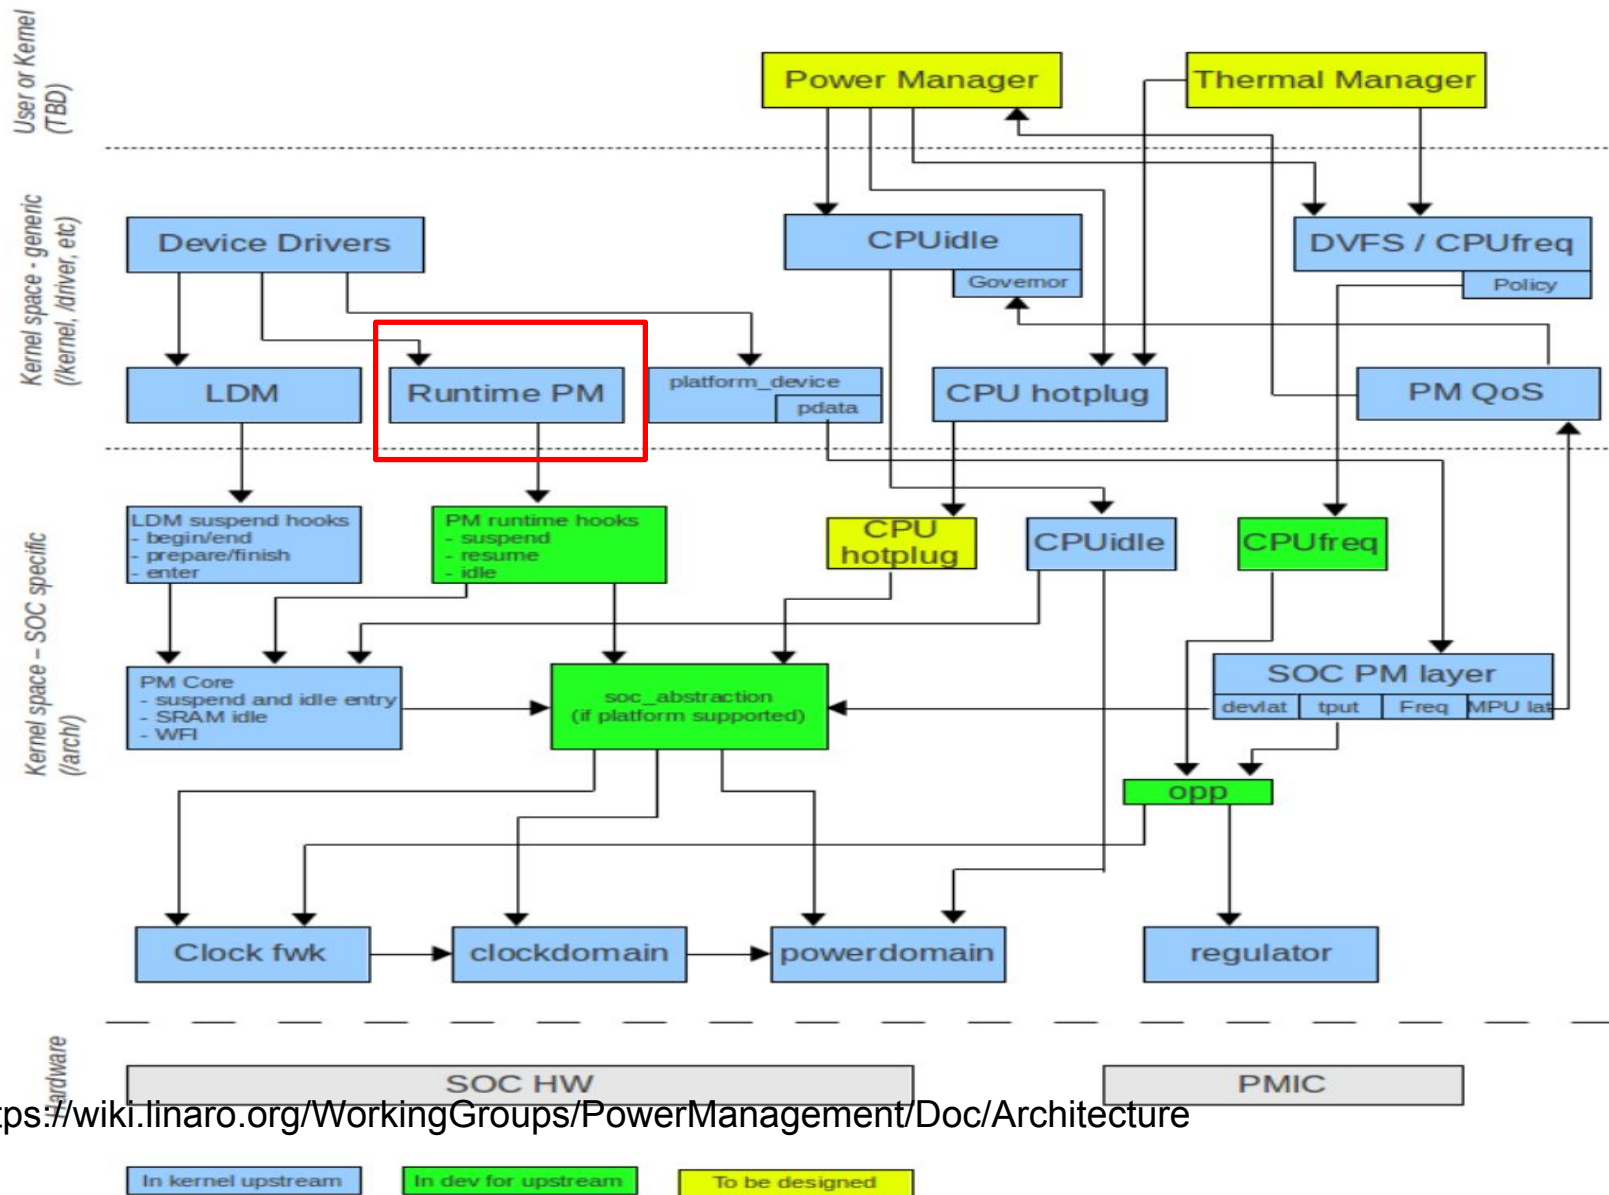 User or Kernel
(TBD)
Power Manager
Thermal Manager
Kernel space - generic
(/kernel, /driver, etc)
Device Drivers
CPUidle
Governor
DVFS / CPUfreq
Policy
LDM
Runtime PM
platform_device
pdata
CPU hotplug
PM QoS
Kernel space – SOC specific
(/arch/)
LDM suspend hooks
- begin/end
- prepare/finish
- enter
PM runtime hooks
- suspend
- resume
- idle
CPU
hotplug
CPUidle
CPUfreq
PM Core
- suspend and idle entry
- SRAM idle
- WFI
soc_abstraction
(if platform supported)
SOC PM layer
devlat
tput
Freq
MPU lat
opp
Clock fwk
clockdomain
powerdomain
regulator
Hardware
SOC HW
PMIC
tps://wiki.linaro.org/WorkingGroups/PowerManagement/Doc/Architecture
In kernel upstream
In dev for upstream
To be designed